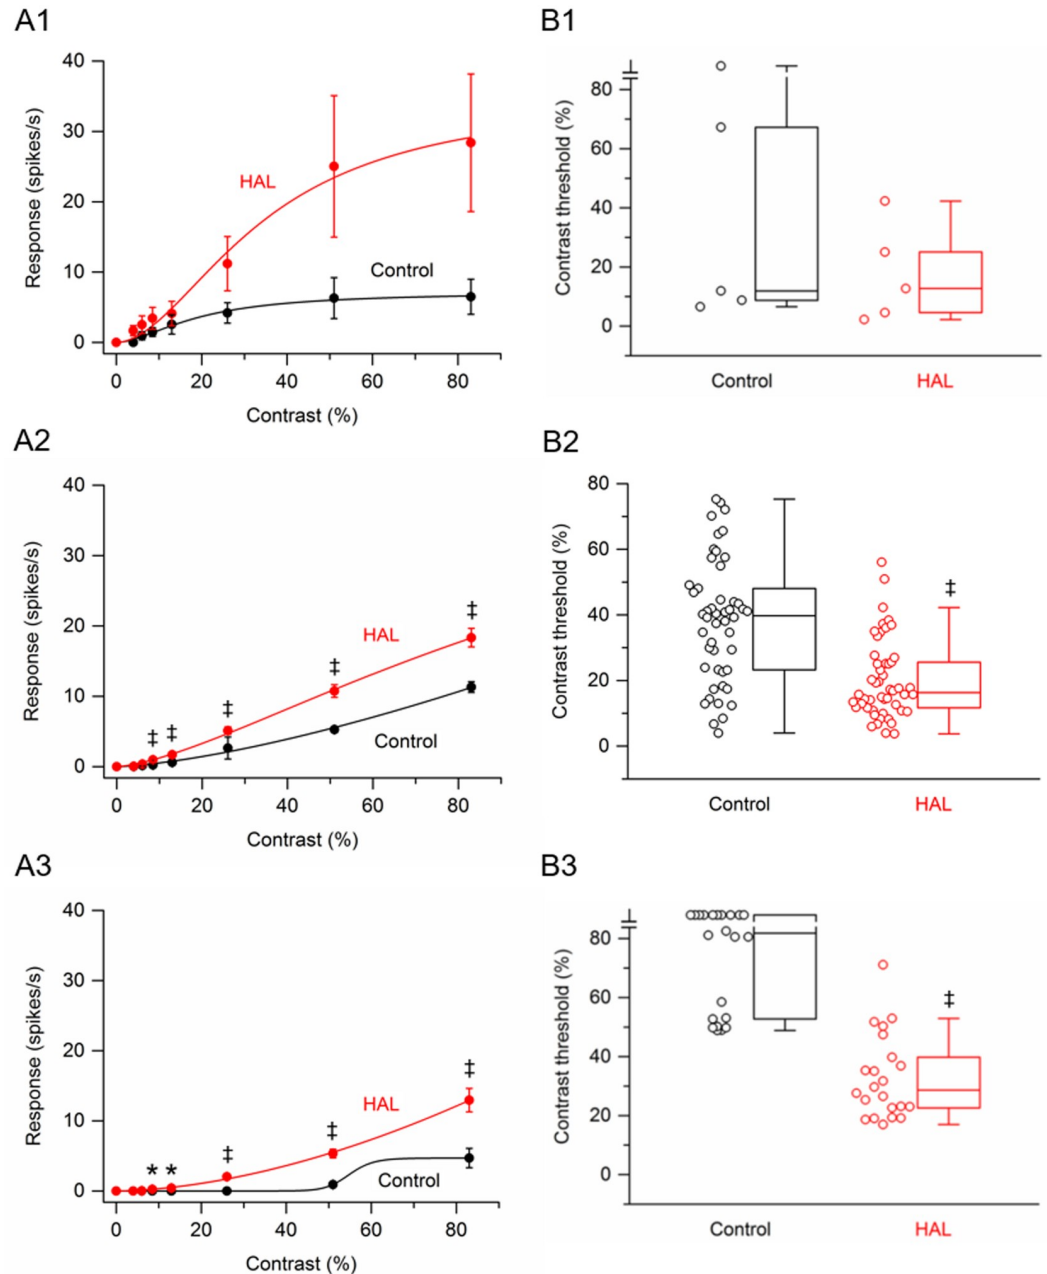 A1
B1
40
30
20
10
0
Response (spikes/s)
HAL
Control
0 20 40 60 80
Contrast (%)
80
60
40
20
0
Contrast threshold (%)
Control HAL
A2
B2
40
30
20
10
0
Response (spikes/s)
‡ ‡ ‡ ‡ ‡
HAL
Control
0 20 40 60 80
Contrast (%)
80
60
40
20
0
Contrast threshold (%)
‡
Control HAL
A3
B3
40
30
20
10
0
Response (spikes/s)
* * ‡ ‡ ‡
HAL
Control
0 20 40 60 80
Contrast (%)
80
60
40
20
0
Contrast threshold (%)
‡
Control HAL